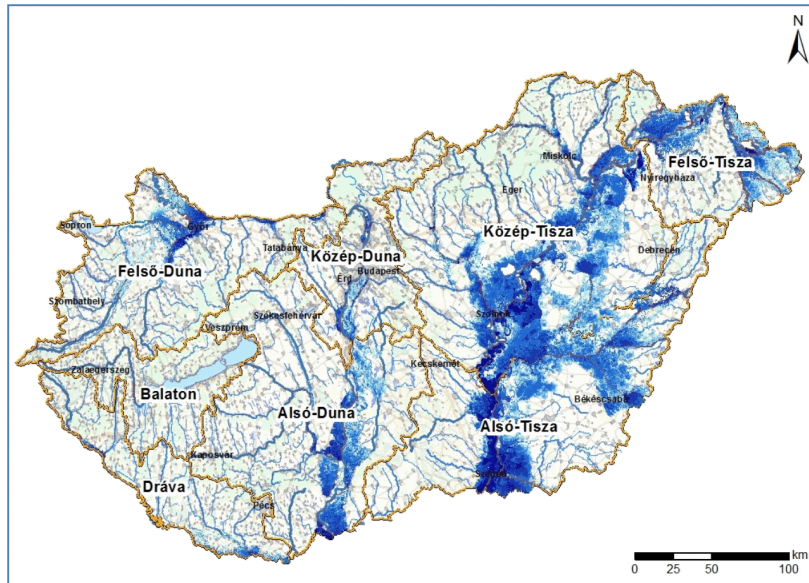 N
Miskolc
Felső-Tisza
Nyíregyháza
Eger
Sopron
Győr
Közép-Tisza
Tatabánya
Közép-Duna
Debrecen
Felső-Duna
Budapest
Érd
Szombathely
Székesfehérvár
Szolnok
Veszprém
Kecskemét
Zalaegerszeg
Balaton
Békéscsaba
Alsó-Duna
Alsó-Tisza
Kaposvár
Szeged
Dráva
Pécs
km
0 25 50 100